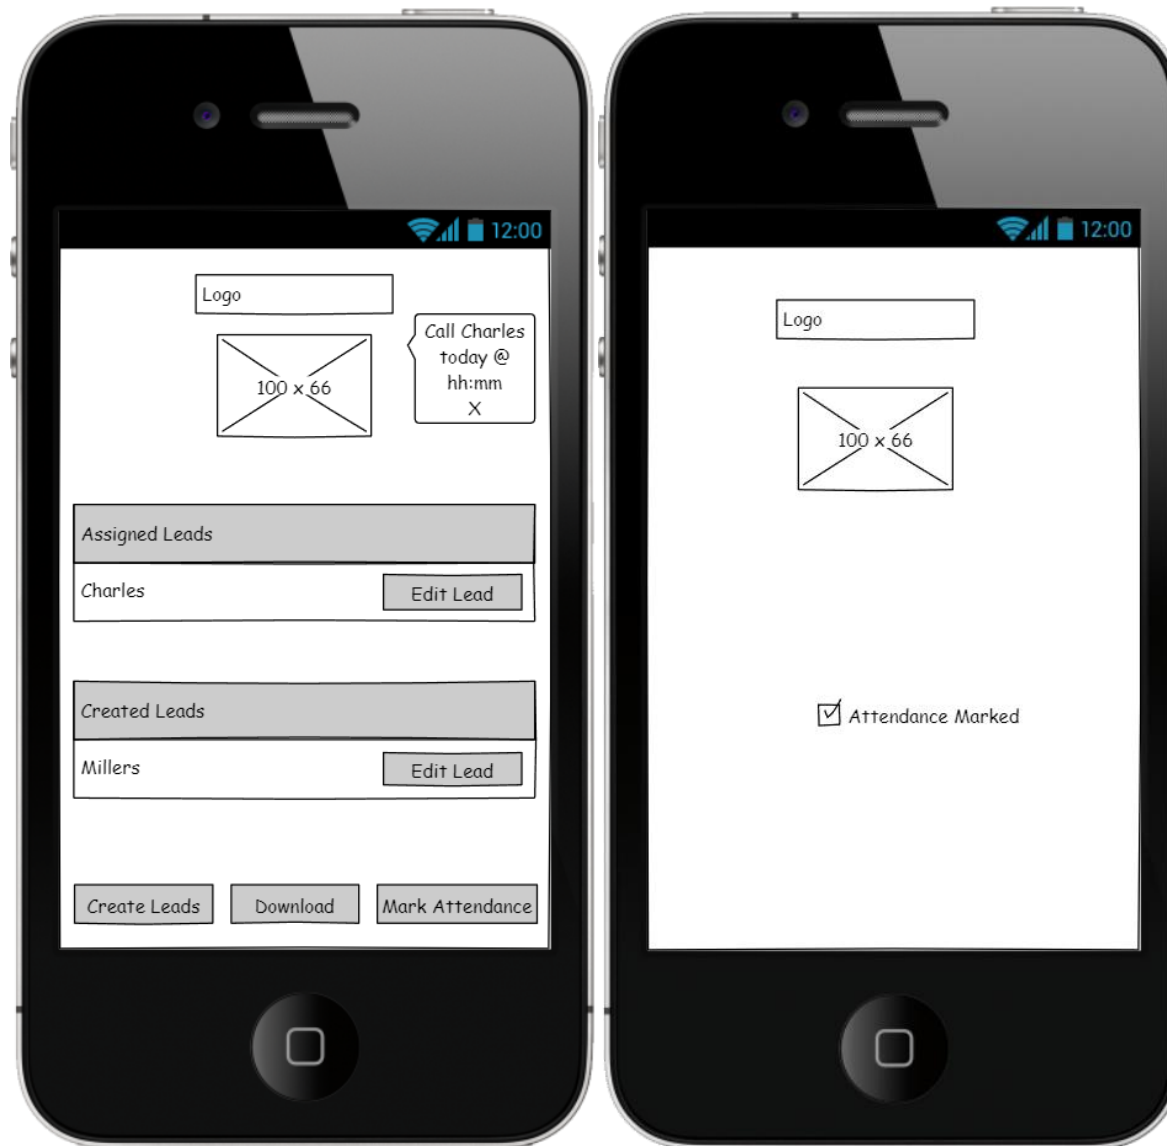 12:00
Logo
Call Charles
today @
hh:mm
X
100 x 66
Assigned Leads
Charles
Edit Lead
Created Leads
Millers
Edit Lead
Create Leads
Download
Mark Attendance
12:00
Logo
100 x 66
Attendance Marked